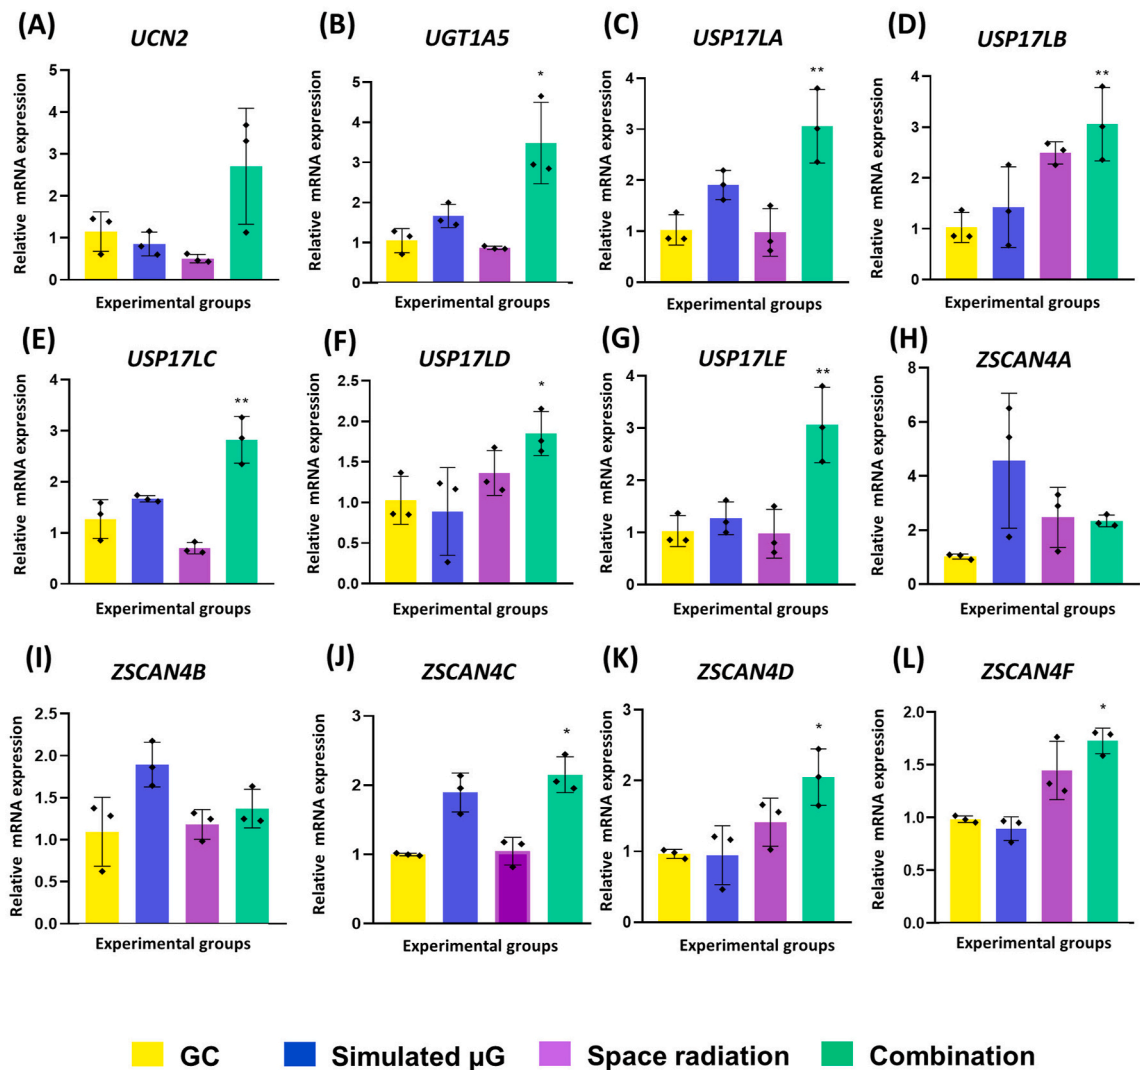 (A) UCN2
Relative mRNA expression
5
4
3
2
1
0
Experimental groups
(B) UGT1A5
*
Relative mRNA expression
5
4
3
2
1
0
Experimental groups
(C) USP17LA
**
Relative mRNA expression
4
3
2
1
0
Experimental groups
(D) USP17LB
**
Relative mRNA expression
4
3
2
1
0
Experimental groups
(E) USP17LC
**
Relative mRNA expression
4
3
2
1
0
Experimental groups
(F) USP17LD
*
Relative mRNA expression
2.5
2.0
1.5
1.0
0.5
0.0
Experimental groups
(G) USP17LE
**
Relative mRNA expression
4
3
2
1
0
Experimental groups
(H) ZSCAN4A
Relative mRNA expression
8
6
4
2
0
Experimental groups
(I) ZSCAN4B
Relative mRNA expression
2.5
2.0
1.5
1.0
0.5
0.0
Experimental groups
(J) ZSCAN4C
*
Relative mRNA expression
3
2
1
0
Experimental groups
(K) ZSCAN4D
*
Relative mRNA expression
3
2
1
0
Experimental groups
(L) ZSCAN4F
*
Relative mRNA expression
2.0
1.5
1.0
0.5
0.0
Experimental groups
GC Simulated µG Space radiation Combination